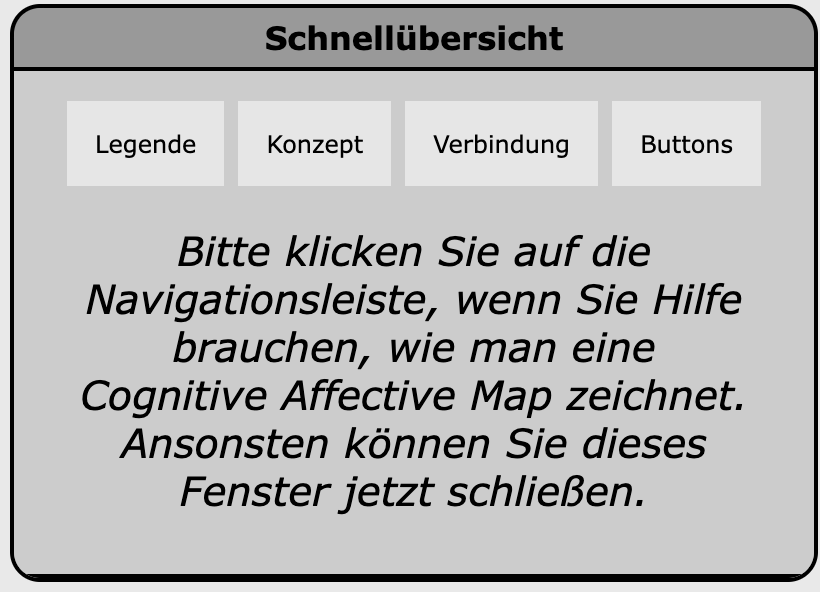 Schnellübersicht
Legende Konzept Verbindung Buttons
Bitte klicken Sie auf die
Navigationsleiste, wenn Sie Hilfe
brauchen, wie man eine
Cognitive Affective Map zeichnet.
Ansonsten können Sie dieses
Fenster jetzt schließen.